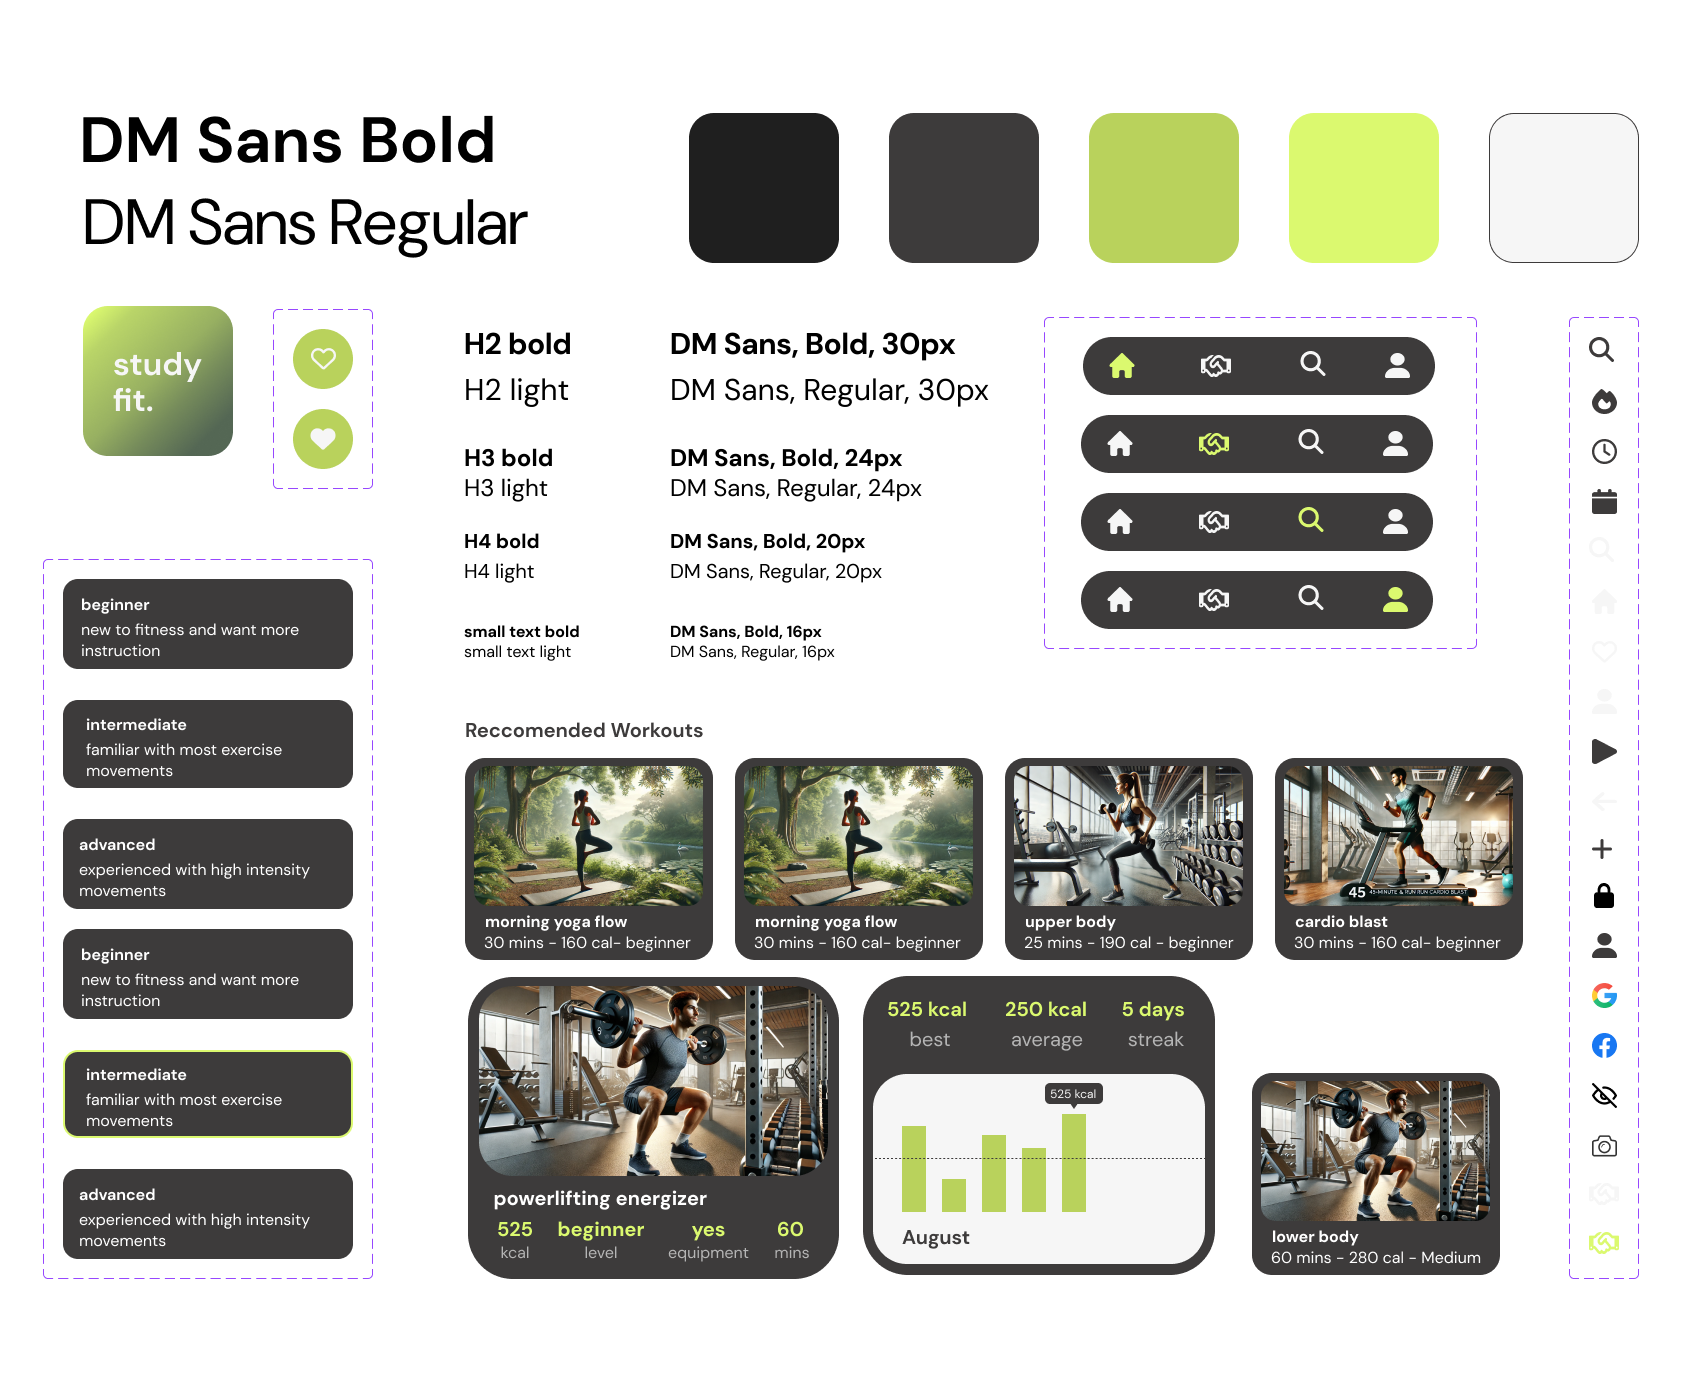 DM Sans Bold
DM Sans Regular
study
fit.
H2 bold
DM Sans, Bold, 30px
H2 light
DM Sans, Regular, 30px
H3 bold
DM Sans, Bold, 24px
H3 light
DM Sans, Regular, 24px
H4 bold
DM Sans, Bold, 20px
H4 light
DM Sans, Regular, 20px
small text bold
DM Sans, Bold, 16px
small text light
DM Sans, Regular, 16px
beginner
new to fitness and want more
instruction
intermediate
familiar with most exercise
movements
advanced
experienced with high intensity
movements
beginner
new to fitness and want more
instruction
intermediate
familiar with most exercise
movements
advanced
experienced with high intensity
movements
Reccomended Workouts
morning yoga flow
30 mins - 160 cal- beginner
morning yoga flow
30 mins - 160 cal- beginner
upper body
25 mins - 190 cal - beginner
45
45-MINUTE & RUN RUN CARDIO BLAST
cardio blast
30 mins - 160 cal- beginner
powerlifting energizer
525
beginner
yes
60
kcal
level
equipment
mins
525 kcal
250 kcal
5 days
best
average
streak
525 kcal
August
lower body
60 mins - 280 cal - Medium